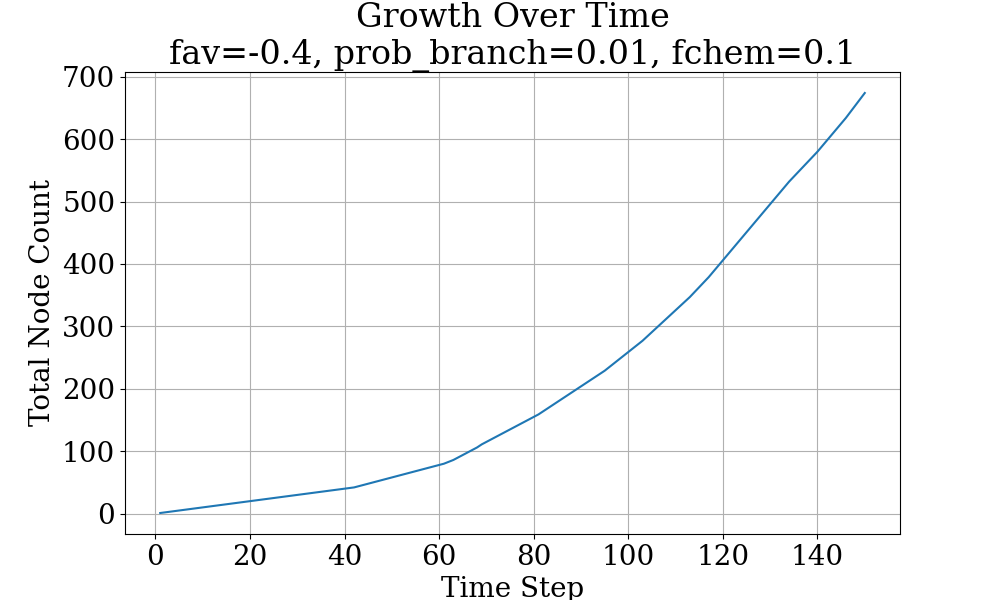 Growth Over Time
fav=-0.4, prob_branch=0.01, fchem=0.1
700
600
500
400
300
200
100
0
Total Node Count
0 20 40 60 80 100 120 140
Time Step